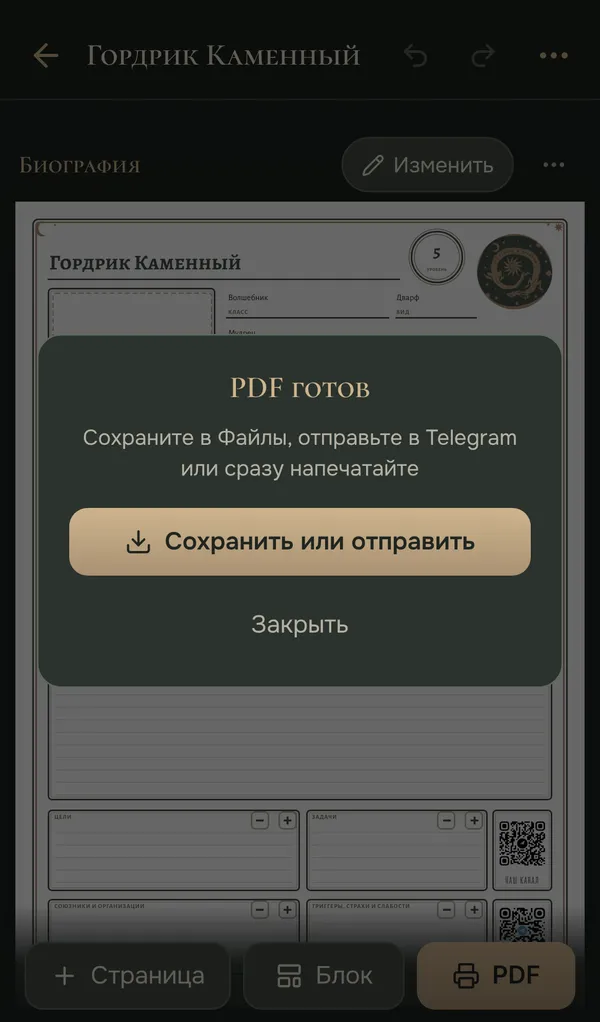 Гордрик Каменный
Биография
Изменить
Гордрик Каменный
5
уровень
Волшебник
Дварф
класс
вид
Мудрец
PDF готов
Сохраните в Файлы, отправьте в Telegram
или сразу напечатайте
Сохранить или отправить
Закрыть
цели
задачи
наш канал
союзники и организации
триггеры, страхи и слабости
Страница
Блок
PDF